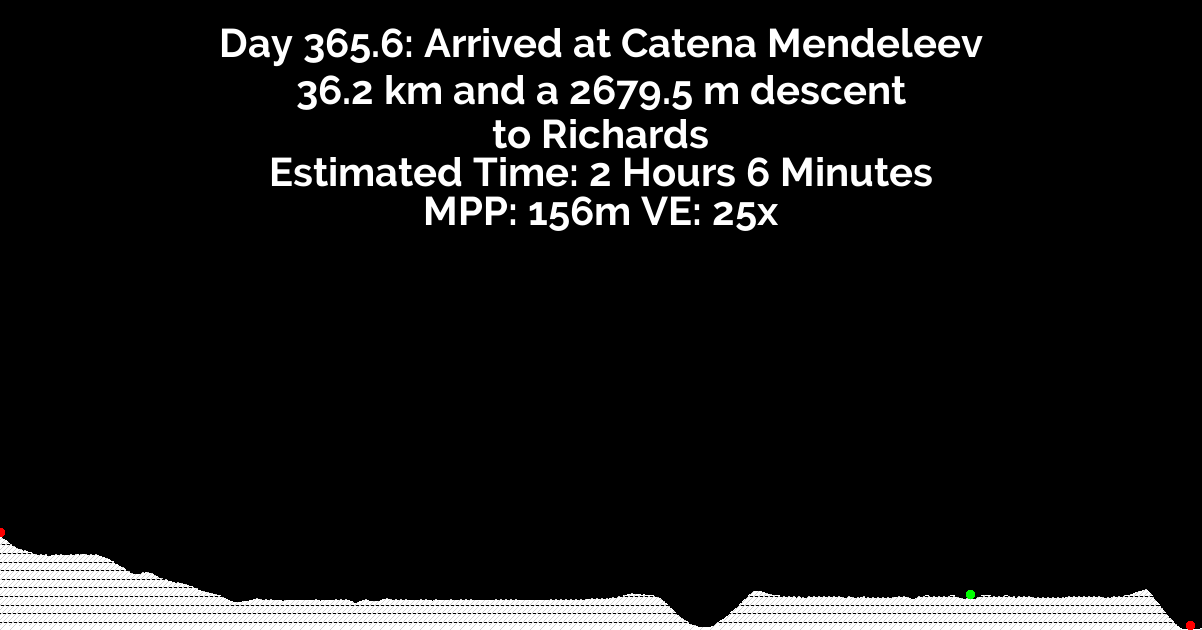 Day 365.6: Arrived at Catena Mendeleev
36.2 km and a 2679.5 m descent
to Richards
Estimated Time: 2 Hours 6 Minutes
MPP: 156m VE: 25x